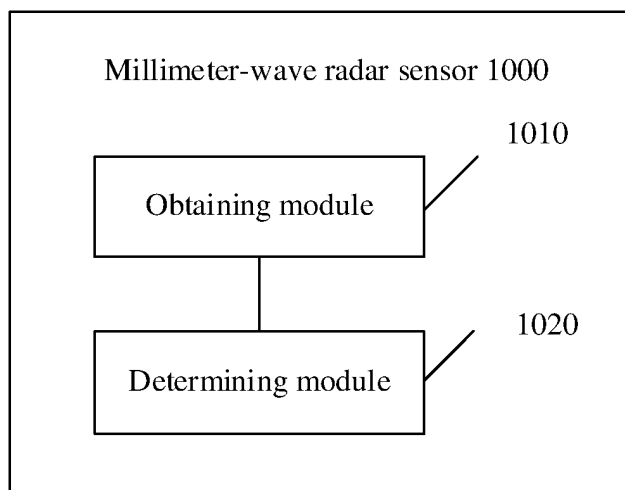 Millimeter-wave radar sensor 1000
1010
Obtaining module
1020
Determining module